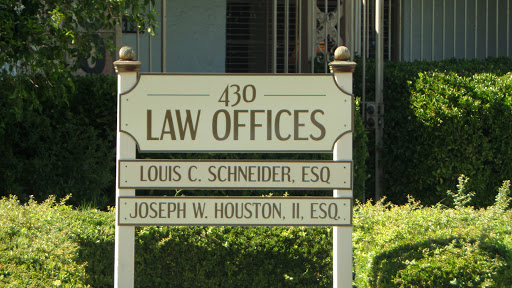 430
LAW OFFICES
LOUIS C. SCHNEIDER, ESQ
JOSEPH W. HOUSTON, II, ESQ.